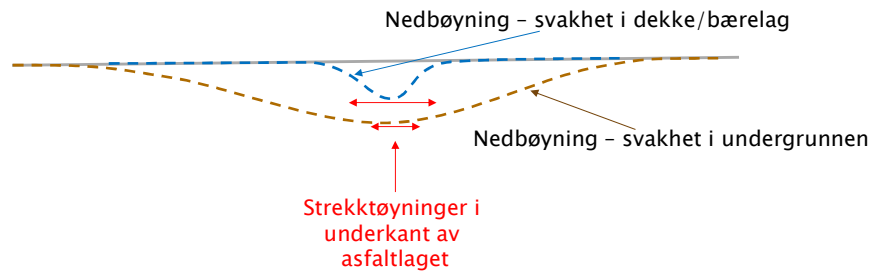 Nedbøyning – svakhet i dekke/bærelag
Nedbøyning – svakhet i undergrunnen
Strekktøyninger i
underkant av
asfaltlaget